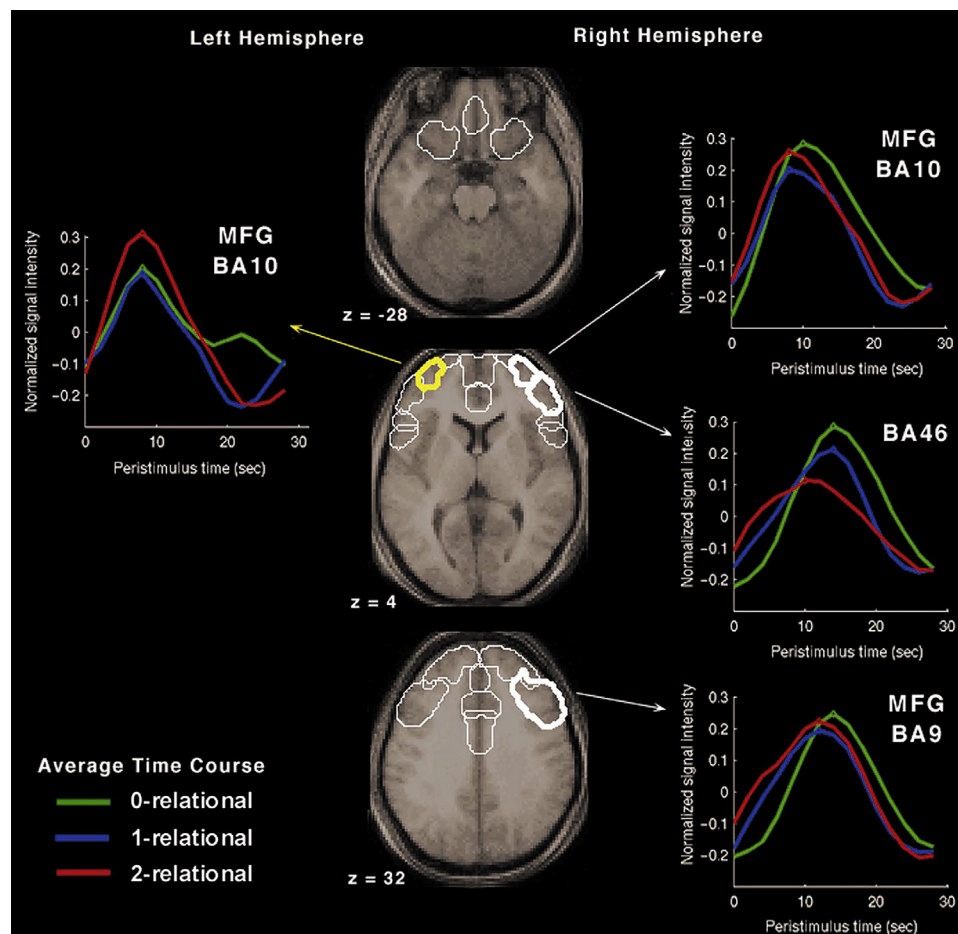 Left Hemisphere
Right Hemisphere
MFG
BA10
Normalized signal intensity
0.3
0.2
0.1
0
−0.1
−0.2
0
10
20
30
Peristimulus time (sec)
z = -28
MFG
BA10
Normalized signal intensity
0.3
0.2
0.1
0
−0.1
−0.2
0
10
20
30
Peristimulus time (sec)
z = 4
BA46
Normalized signal intensity
0.3
0.2
0.1
0
−0.1
−0.2
0
10
20
30
Peristimulus time (sec)
z = 32
MFG
BA9
Normalized signal intensity
0.3
0.2
0.1
0
−0.1
−0.2
0
10
20
30
Peristimulus time (sec)
Average Time Course
0-relational
1-relational
2-relational